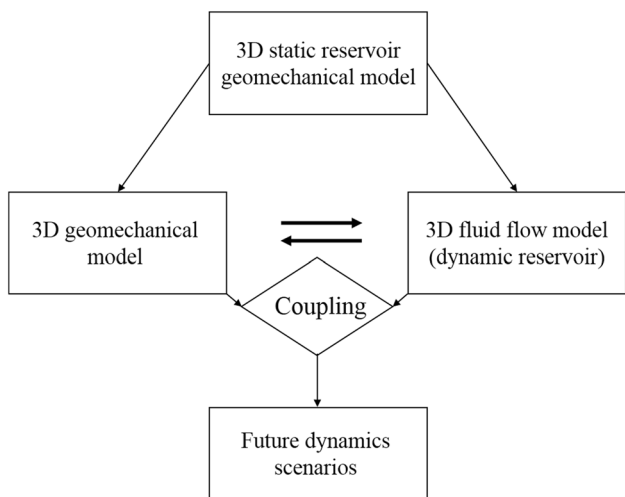 3D static reservoir
geomechanical model
3D geomechanical
model
3D fluid flow model
(dynamic reservoir)
Coupling
Future dynamics
scenarios